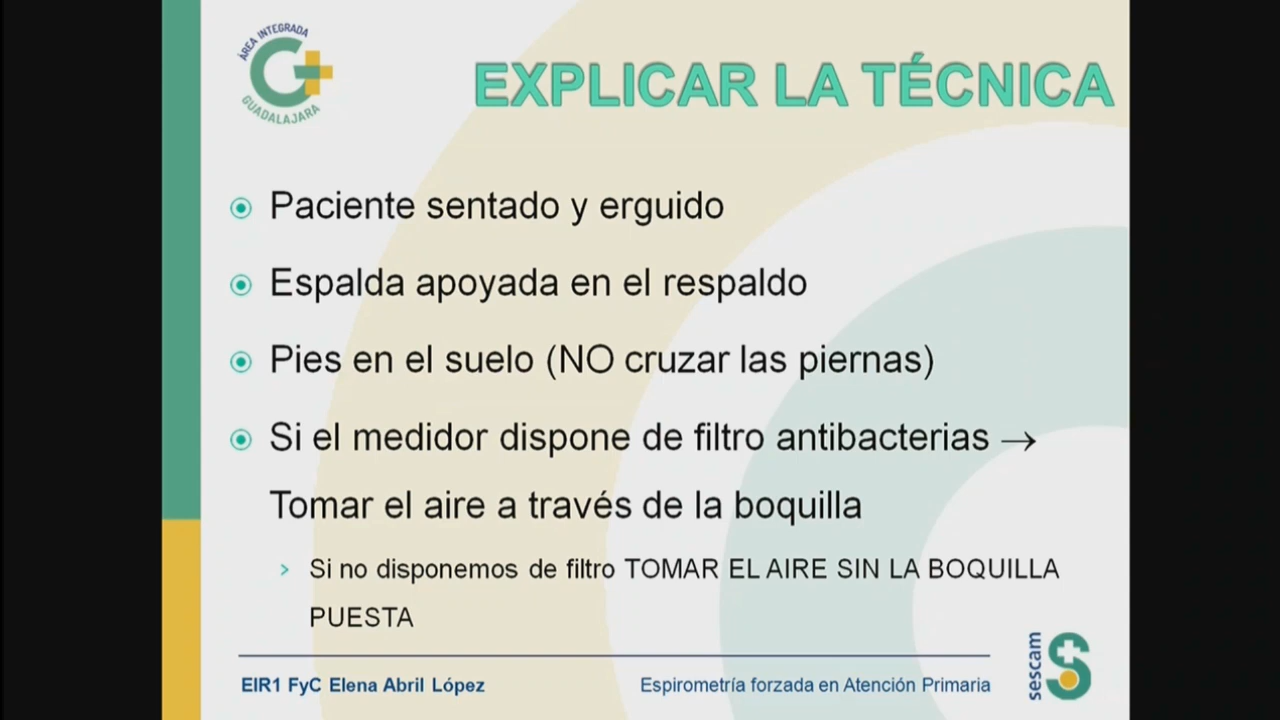 ÁREA INTEGRADA
GUADALAJARA
EXPLICAR LA TÉCNICA
Paciente sentado y erguido
Espalda apoyada en el respaldo
Pies en el suelo (NO cruzar las piernas)
Si el medidor dispone de filtro antibacterias →
Tomar el aire a través de la boquilla
Si no disponemos de filtro TOMAR EL AIRE SIN LA BOQUILLA
PUESTA
EIR1 FyC Elena Abril López
Espirometría forzada en Atención Primaria
sescam